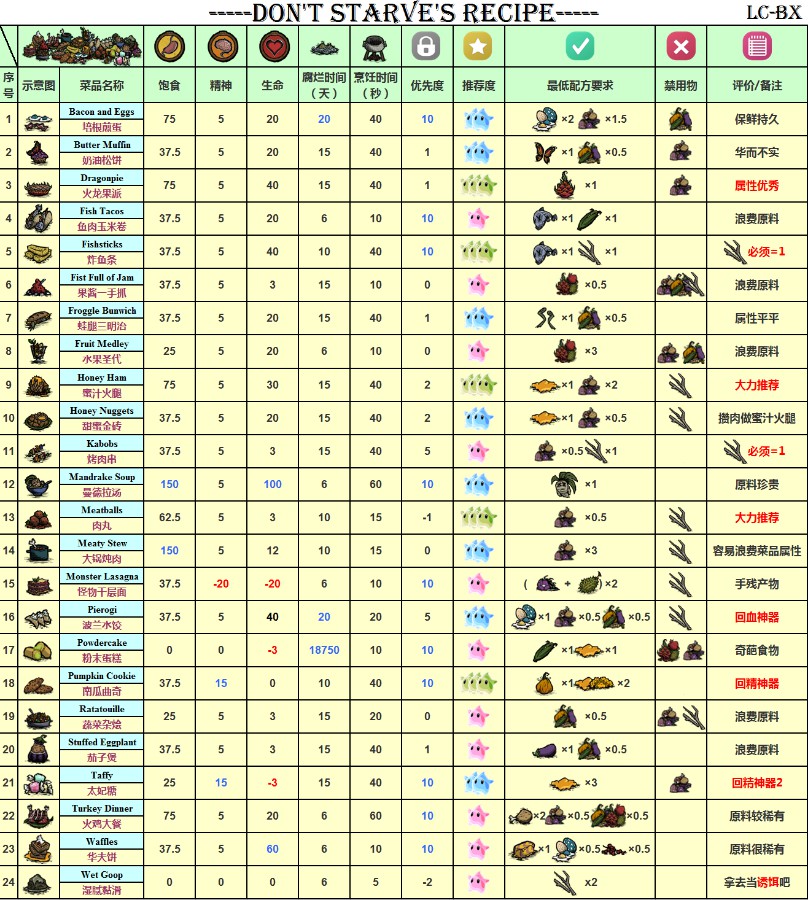 -----DON'T STARVE'S RECIPE-----
LC-BX
序号 示意图 菜品名称 饱食 精神 生命 腐烂时间（天） 烹饪时间（秒） 优先度 推荐度 最低配方要求 禁用物 评价/备注
1 Bacon and Eggs 培根煎蛋 75 5 20 20 10 10 ×2 ×1.5 保鲜持久
2 Butter Muffin 奶油松饼 37.5 5 20 15 40 1 ×1 ×0.5 华而不实
3 Dragonpie 火龙果派 75 5 40 15 40 1 ×1 属性优秀
4 Fish Tacos 鱼肉玉米卷 37.5 5 20 6 10 10 ×1 ×1 浪费原料
5 Fishsticks 炸鱼条 37.5 5 40 10 40 10 ×1 ×1 必须=1
6 Fist Full of Jam 果酱一手抓 37.5 5 3 15 10 0 ×0.5 浪费原料
7 Froggle Bunwich 蛙腿三明治 37.5 5 20 15 40 1 ×1 ×0.5 属性平平
8 Fruit Medley 水果圣代 25 5 20 6 10 0 ×3 浪费原料
9 Honey Ham 蜜汁火腿 75 5 30 15 40 2 ×1 ×2 大力推荐
10 Honey Nuggets 甜蜜金砖 37.5 5 20 15 40 2 ×1 ×0.5 攒肉做蜜汁火腿
11 Kabobs 烤肉串 37.5 5 3 15 40 5 ×0.5 ×1 必须=1
12 Mandrake Soup 曼德拉汤 150 5 100 6 60 10 ×1 原料珍贵
13 Meatballs 肉丸 62.5 5 3 10 15 -1 ×0.5 大力推荐
14 Meaty Stew 大锅炖肉 150 5 12 10 15 0 ×3 容易浪费菜品属性
15 Monster Lasagna 怪物千层面 37.5 -20 -20 6 10 10 ( + )×2 手残产物
16 Pierogi 波兰水饺 37.5 5 40 20 20 5 ×1 ×0.5 ×0.5 回血神器
17 Powdercake 粉末蛋糕 0 0 -3 18750 10 10 ×1 ×1 奇葩食物
18 Pumpkin Cookie 南瓜曲奇 37.5 15 0 10 40 10 ×1 ×2 回精神器
19 Ratatouille 蔬菜杂烩 25 5 3 15 20 0 ×0.5 浪费原料
20 Stuffed Eggplant 茄子煲 37.5 5 3 15 40 1 ×1 ×0.5 浪费原料
21 Taffy 太妃糖 25 15 -3 15 40 10 ×3 回精神器2
22 Turkey Dinner 火鸡大餐 75 5 20 6 60 10 ×2 ×0.5 ×0.5 原料较稀有
23 Waffles 华夫饼 37.5 5 60 6 10 10 ×1 ×0.5 ×0.5 原料很稀有
24 Wet Goop 湿腻黏滑 0 0 0 6 5 -2 x2 拿去当诱饵吧